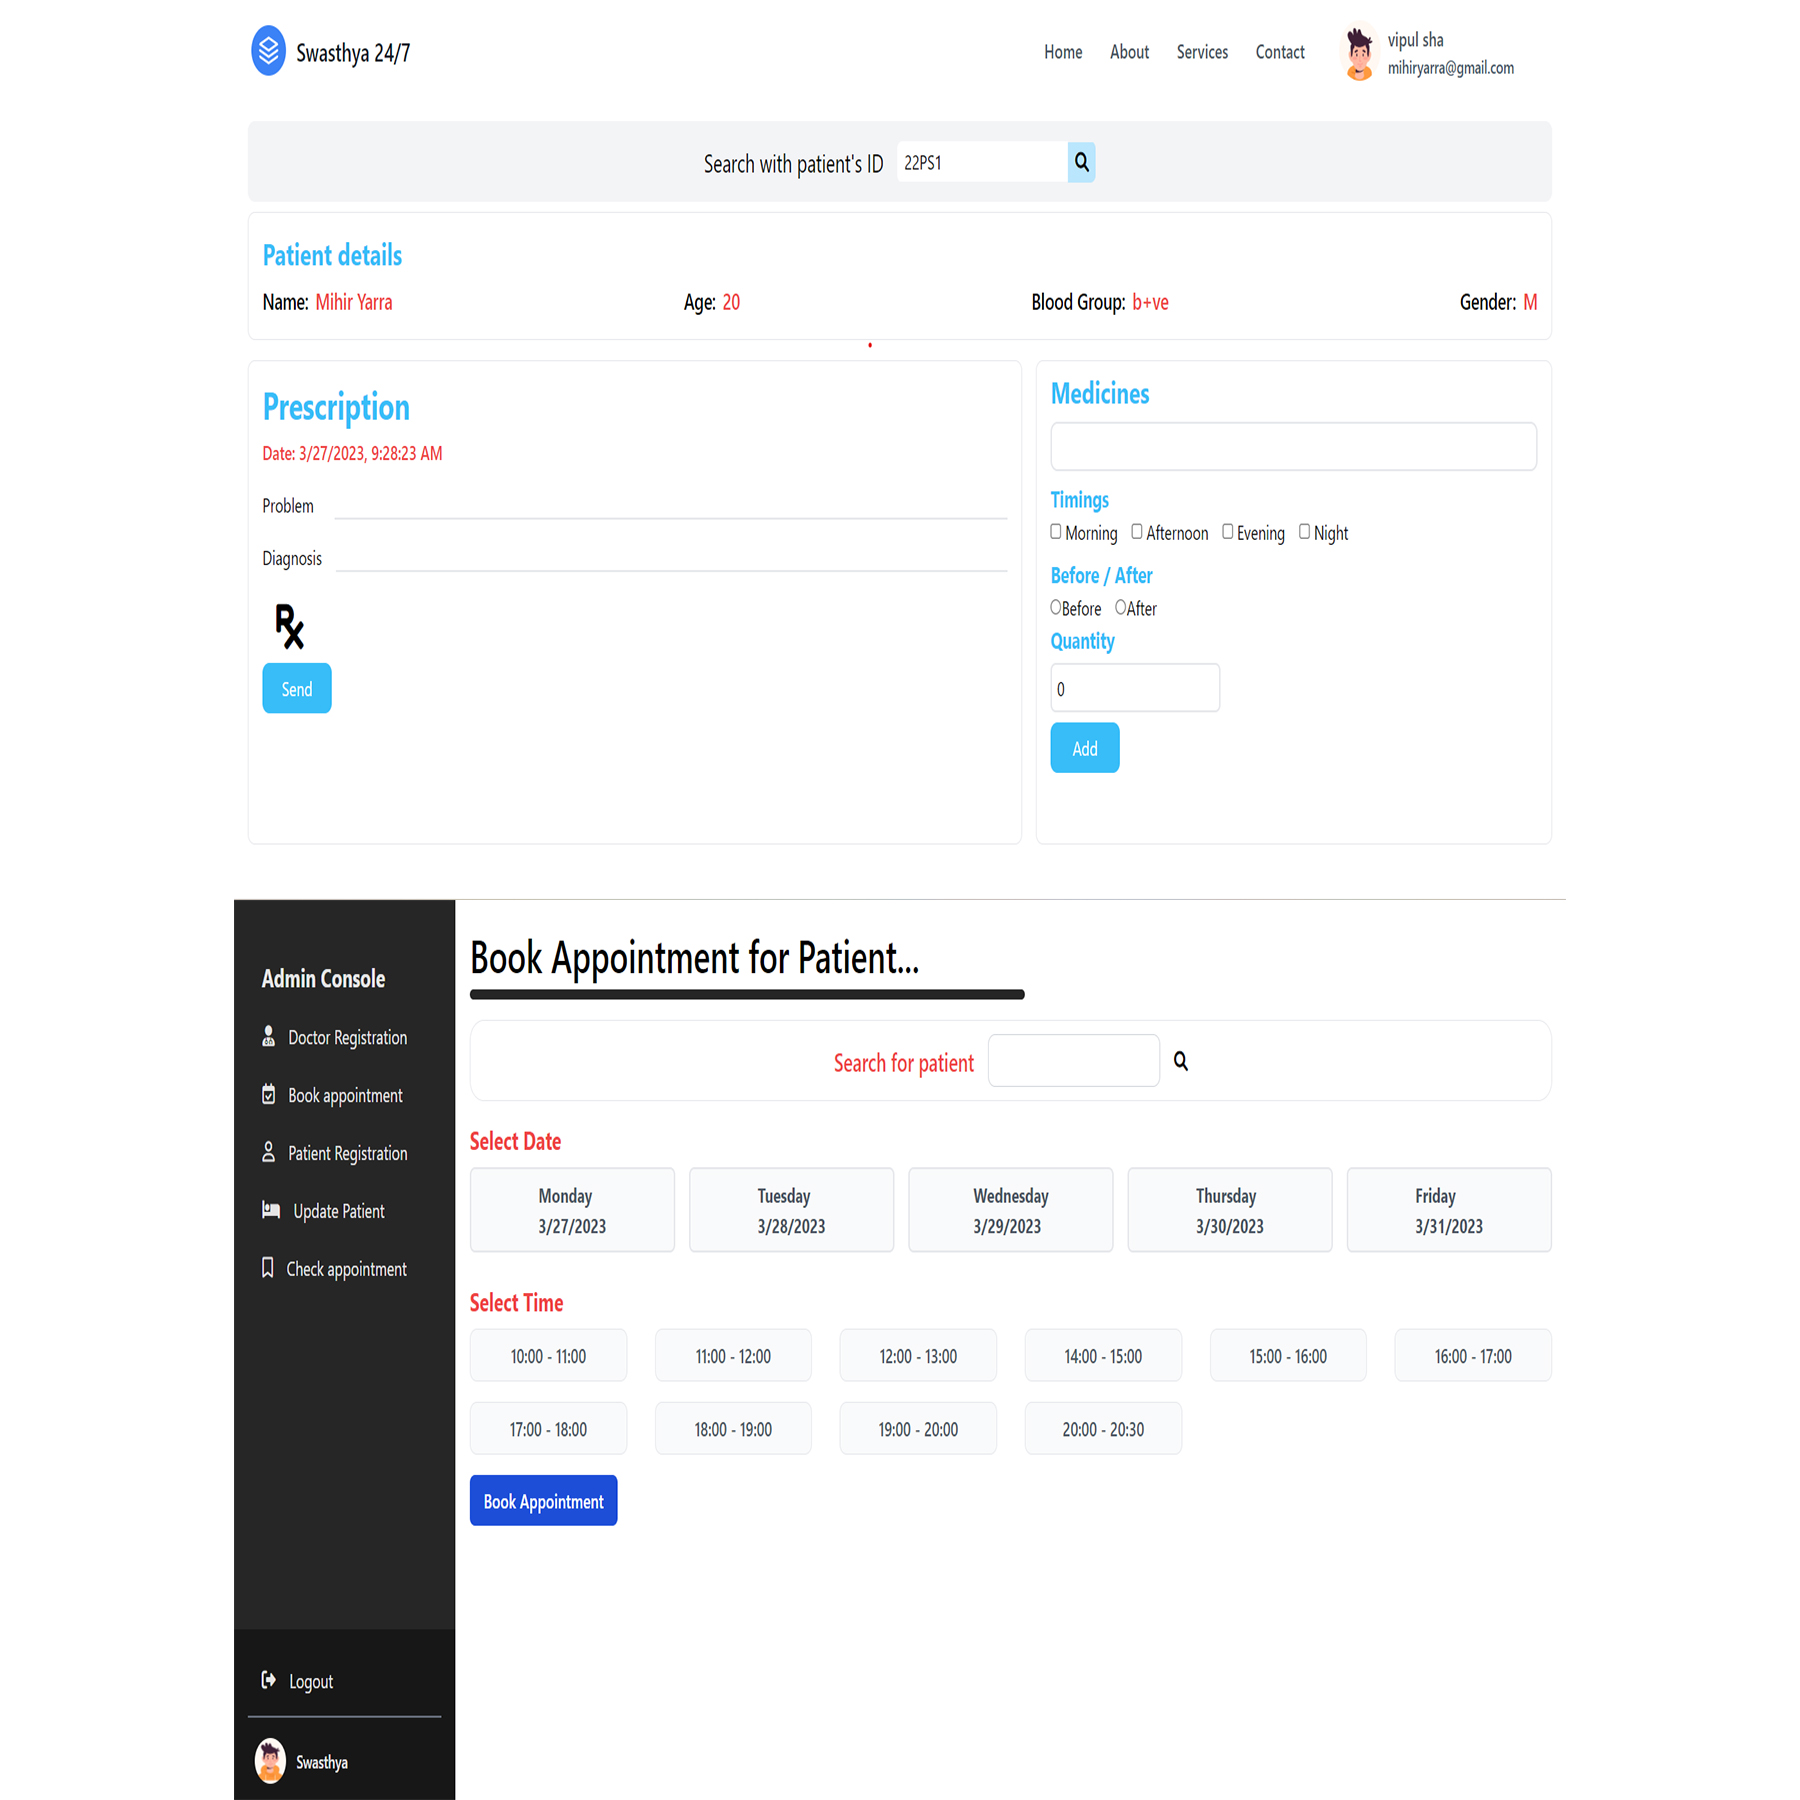 Swasthya 24/7
Home About Services Contact
vipul sha
mihiryarra@gmail.com
Search with patient's ID 22PS1
Patient details
Name: Mihir Yarra Age: 20 Blood Group: b+ve Gender: M
Prescription
Date: 3/27/2023, 9:28:23 AM
Problem
Diagnosis
Rx
Send
Medicines
Timings
Morning Afternoon Evening Night
Before / After
Before After
Quantity
0
Add
Admin Console
Doctor Registration
Book appointment
Patient Registration
Update Patient
Check appointment
Logout
Swasthya
Book Appointment for Patient...
Search for patient
Select Date
Monday Tuesday Wednesday Thursday Friday
3/27/2023 3/28/2023 3/29/2023 3/30/2023 3/31/2023
Select Time
10:00 - 11:00 11:00 - 12:00 12:00 - 13:00 14:00 - 15:00 15:00 - 16:00 16:00 - 17:00
17:00 - 18:00 18:00 - 19:00 19:00 - 20:00 20:00 - 20:30
Book Appointment